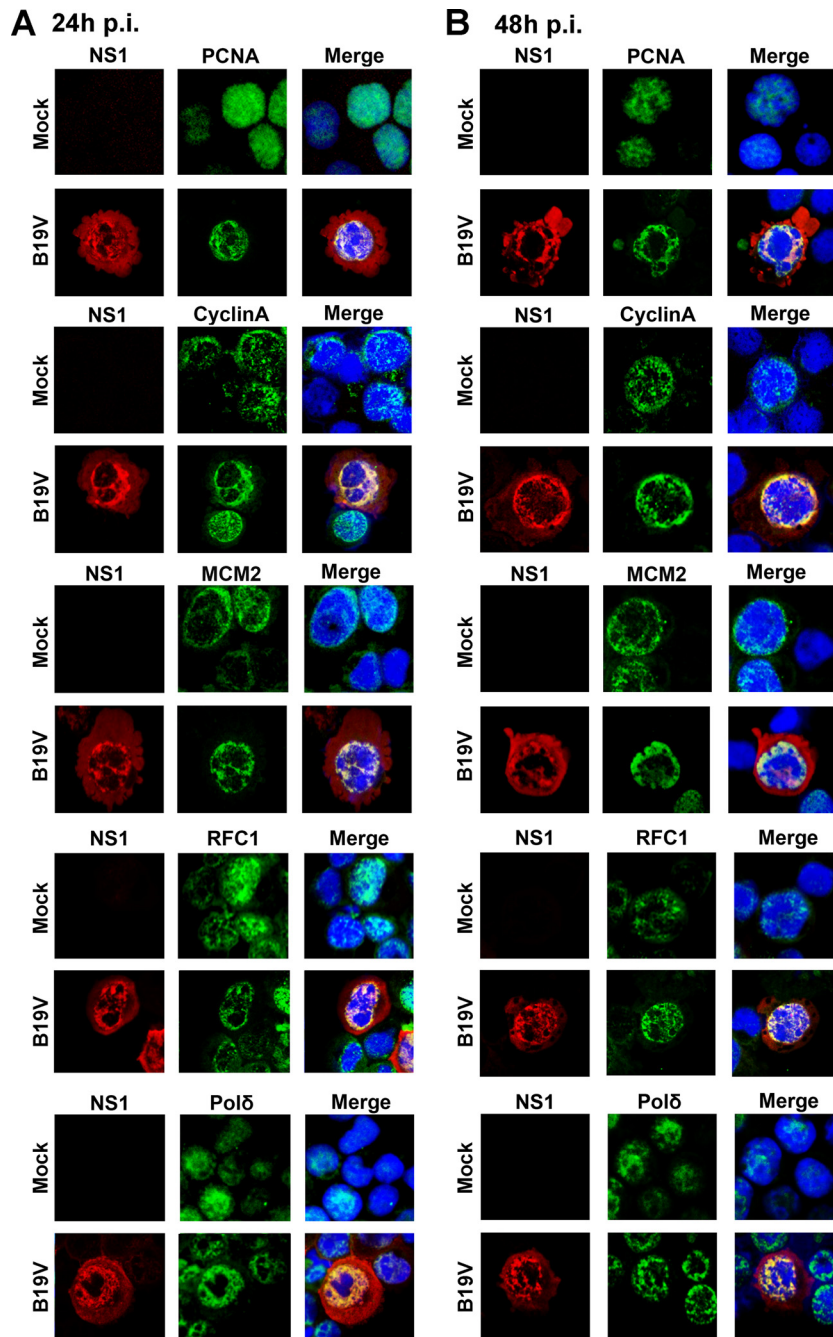 A 24h p.i.
NS1 PCNA Merge
Mock
B19V
NS1 CyclinA Merge
Mock
B19V
NS1 MCM2 Merge
Mock
B19V
NS1 RFC1 Merge
Mock
B19V
NS1 Polδ Merge
Mock
B19V
B 48h p.i.
NS1 PCNA Merge
Mock
B19V
NS1 CyclinA Merge
Mock
B19V
NS1 MCM2 Merge
Mock
B19V
NS1 RFC1 Merge
Mock
B19V
NS1 Polδ Merge
Mock
B19V